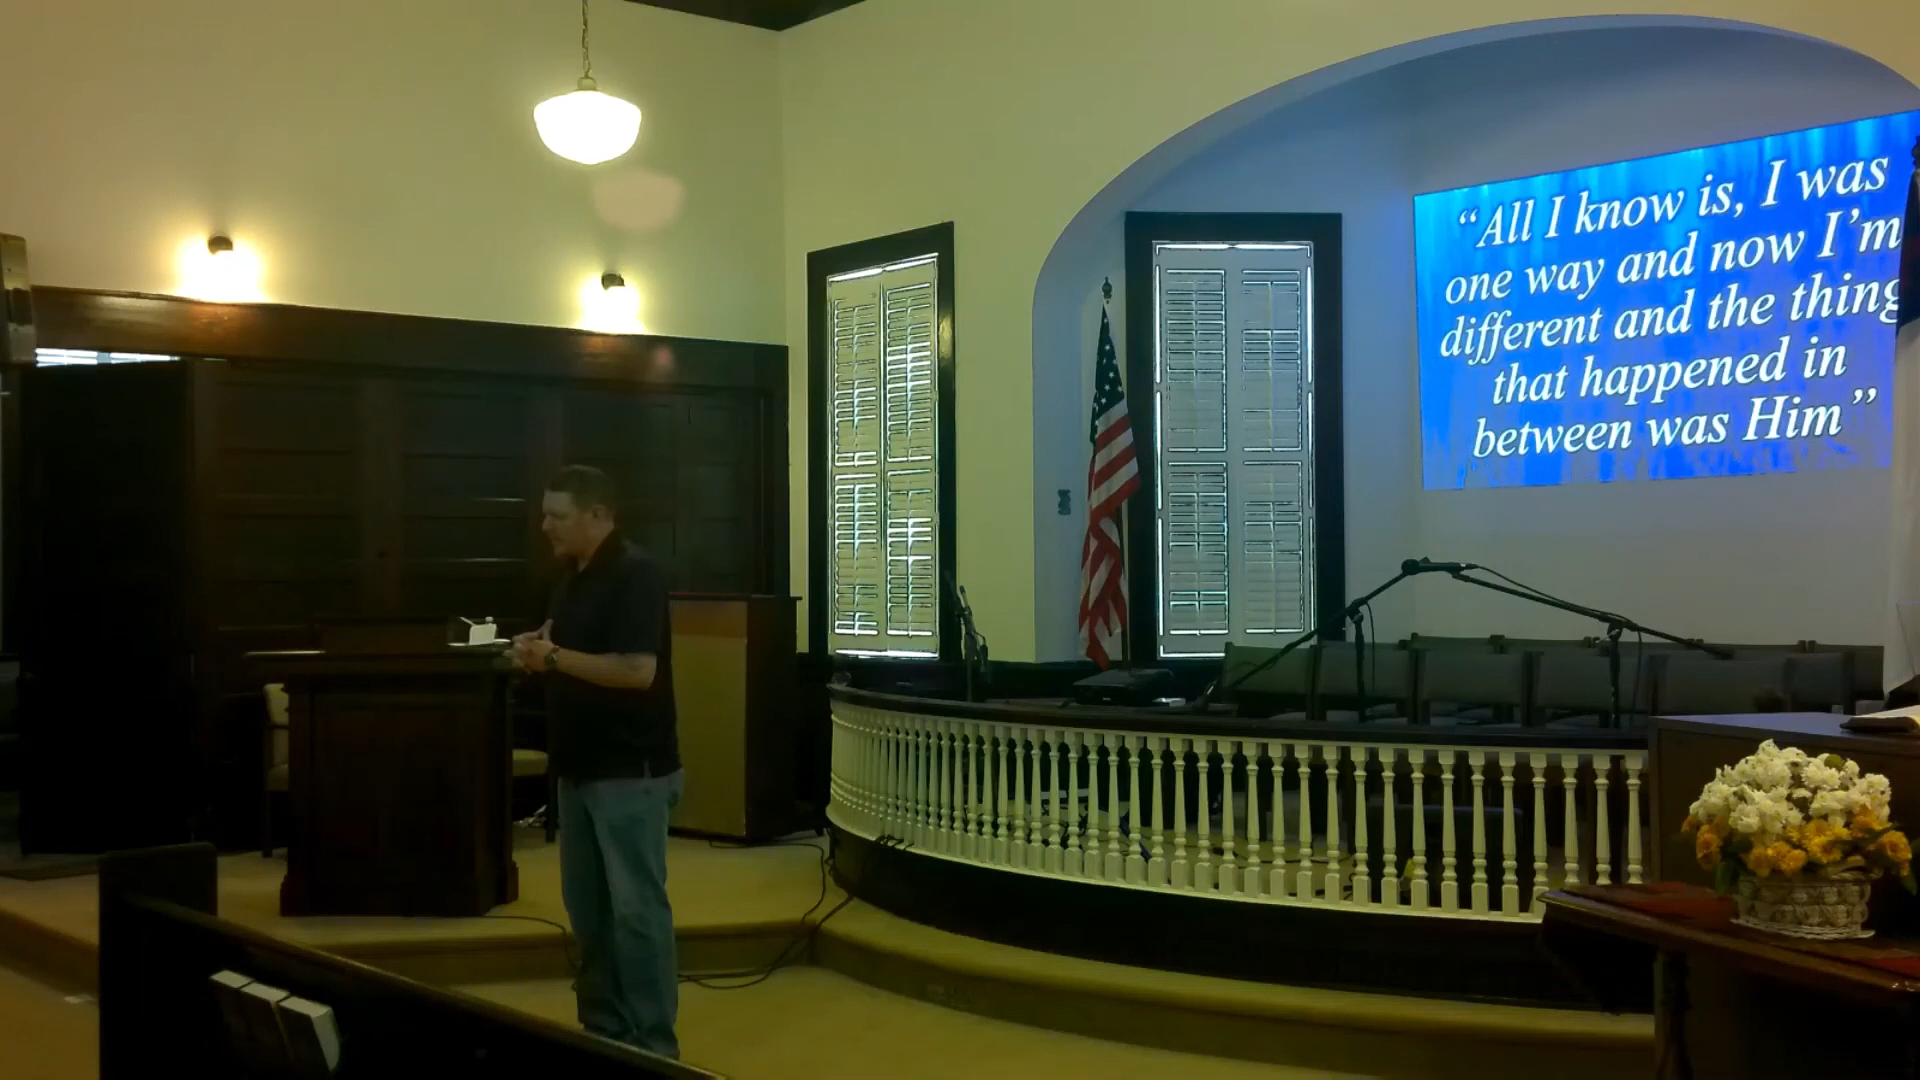 “All I know is, I was
one way and now I’m
different and the thing
that happened in
between was Him”